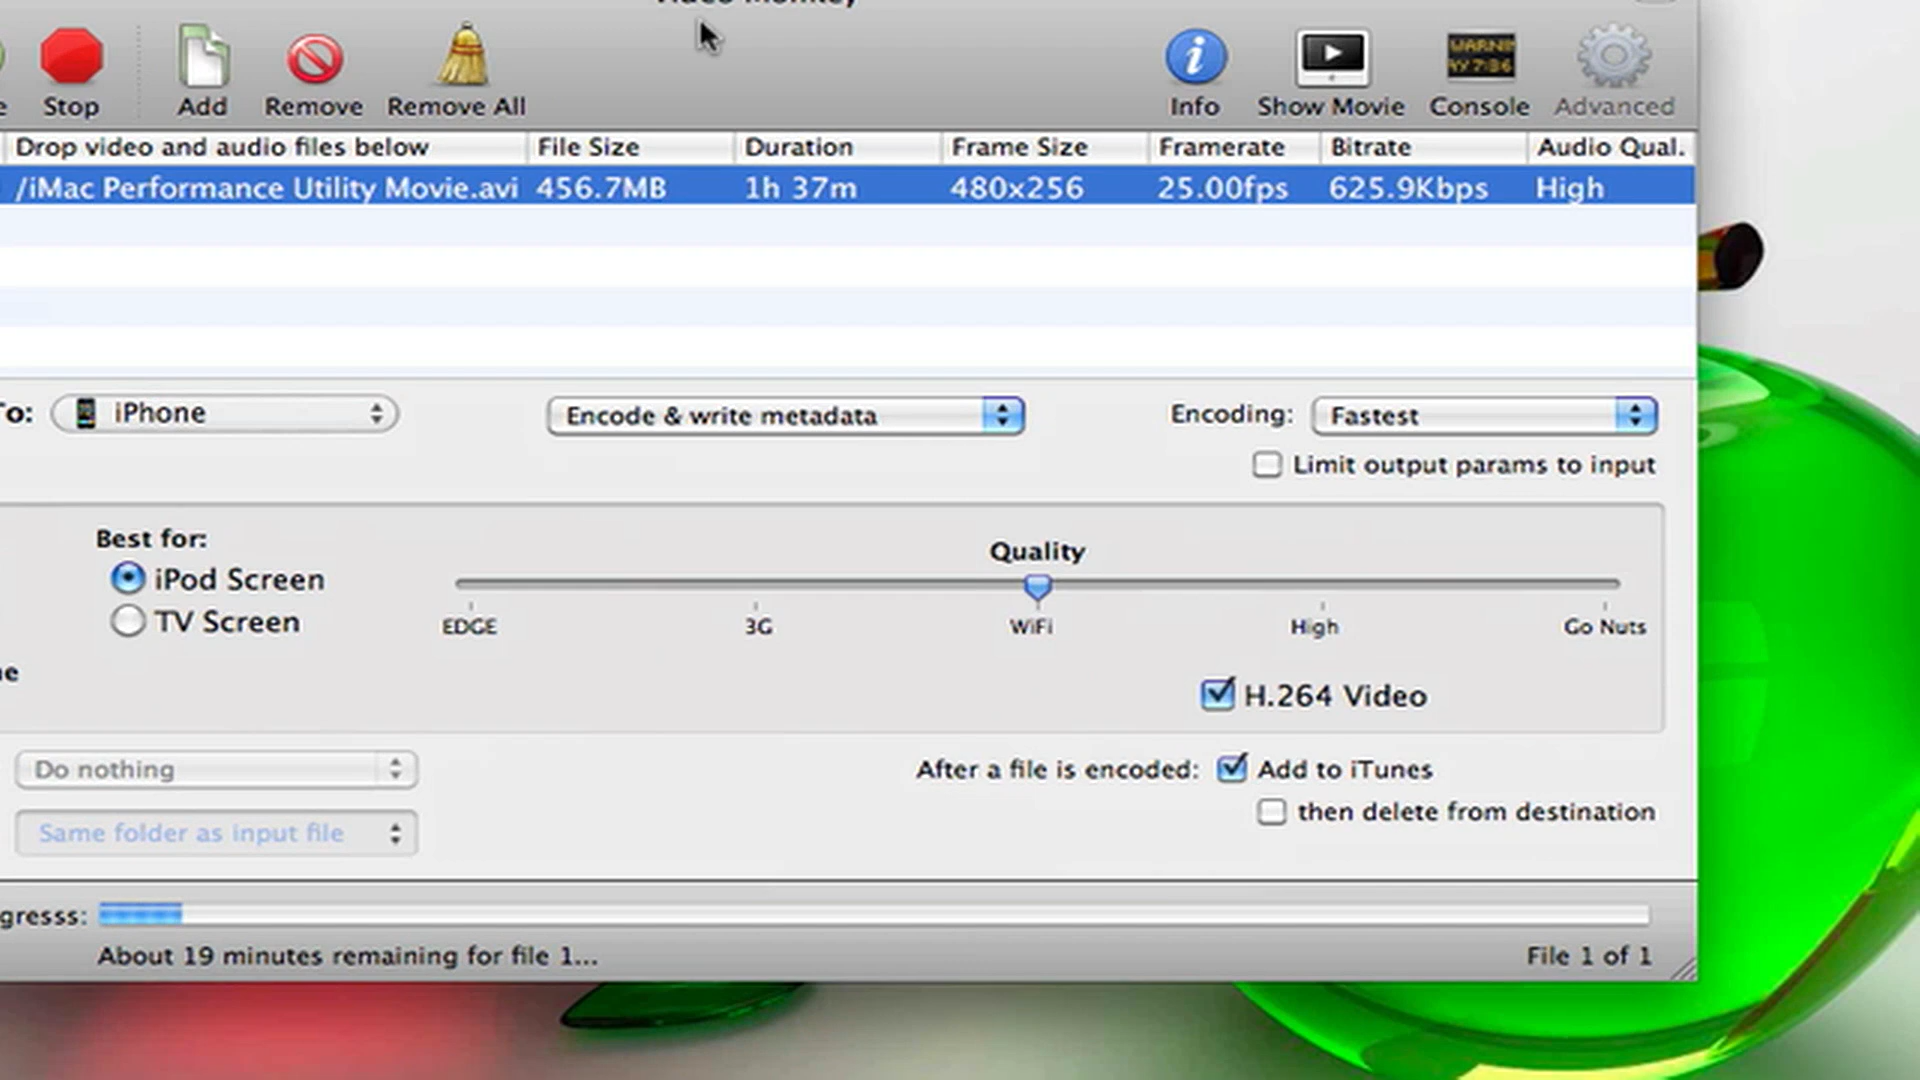 Video Monkey
Stop Add Remove Remove All Info Show Movie Console Advanced
Drop video and audio files below File Size Duration Frame Size Framerate Bitrate Audio Qual.
/iMac Performance Utility Movie.avi 456.7MB 1h 37m 480x256 25.00fps 625.9Kbps High
To: iPhone Encode & write metadata Encoding: Fastest
Limit output params to input
Best for:
iPod Screen
TV Screen
Quality
EDGE 3G WiFi High Go Nuts
H.264 Video
Do nothing After a file is encoded: Add to iTunes
Same folder as input file then delete from destination
gresss:
About 19 minutes remaining for file 1... File 1 of 1